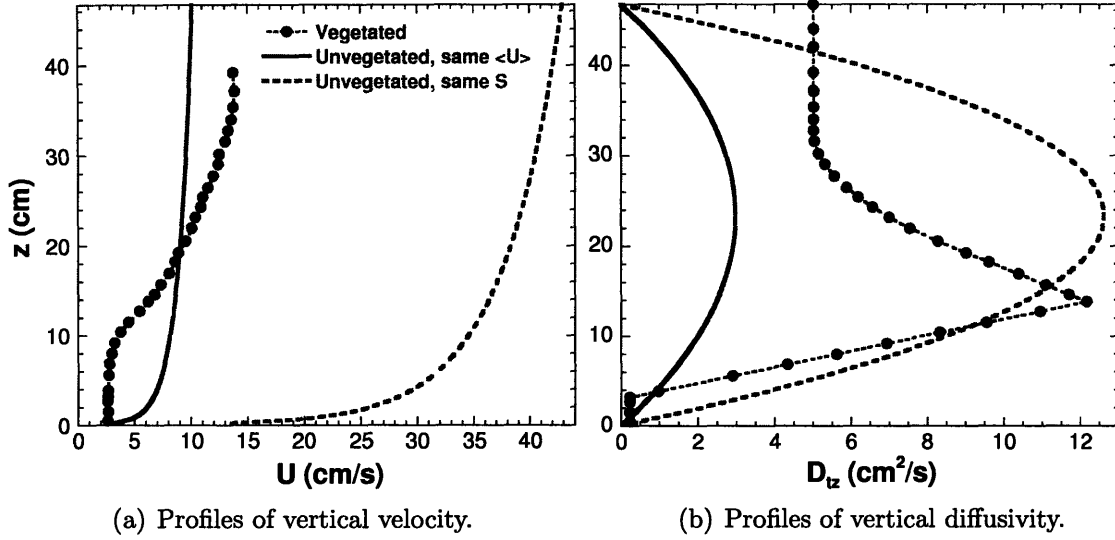 Vegetated
Unvegetated, same <U>
Unvegetated, same S
z (cm)
40
30
20
10
0
0 5 10 15 20 25 30 35 40
U (cm/s)
(a) Profiles of vertical velocity.
40
30
20
10
0
0 2 4 6 8 10 12
D_tz (cm²/s)
(b) Profiles of vertical diffusivity.